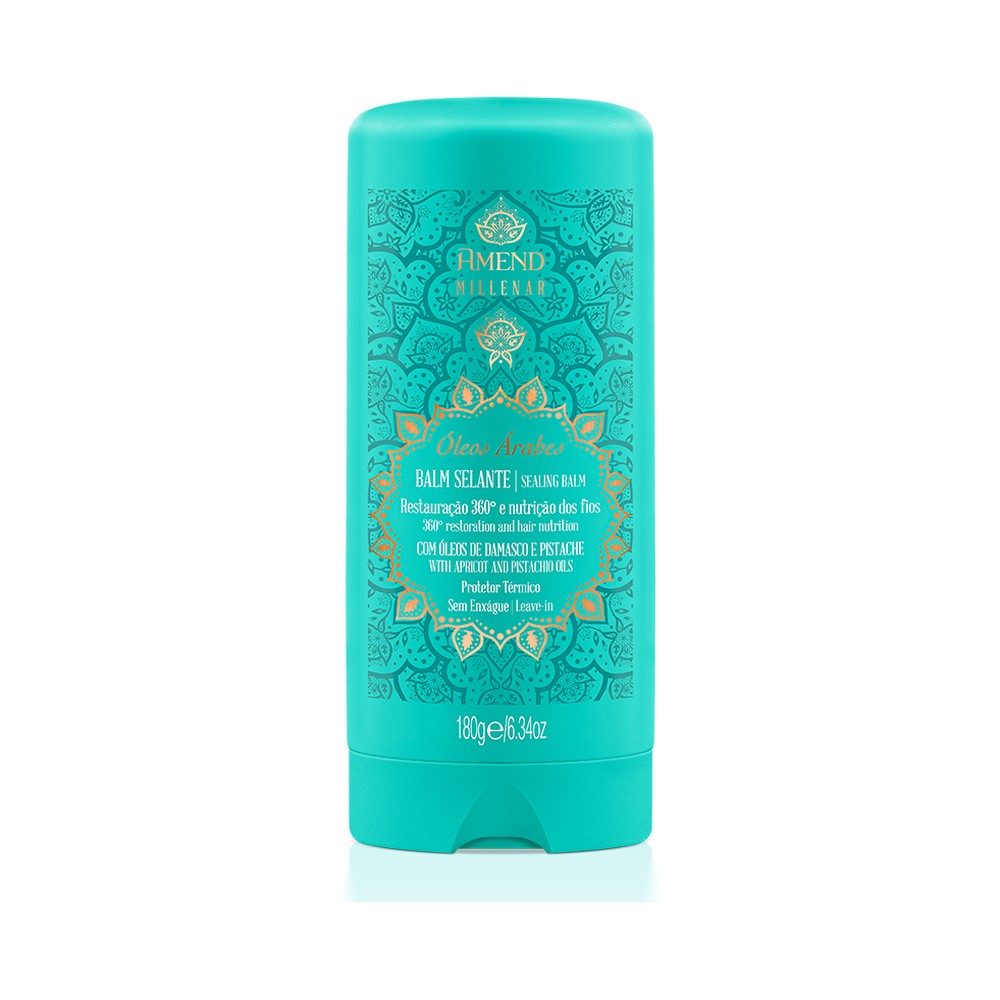 AMEND
MILLENAR
Óleos Árabes
BALM SELANTE | SEALING BALM
Restauração 360° e nutrição dos fios
360° restoration and hair nutrition
COM ÓLEOS DE DAMASCO E PISTACHE
WITH APRICOT AND PISTACHIO OILS
Protetor Térmico
Sem Enxágue | Leave-in
180g℮/6.34oz